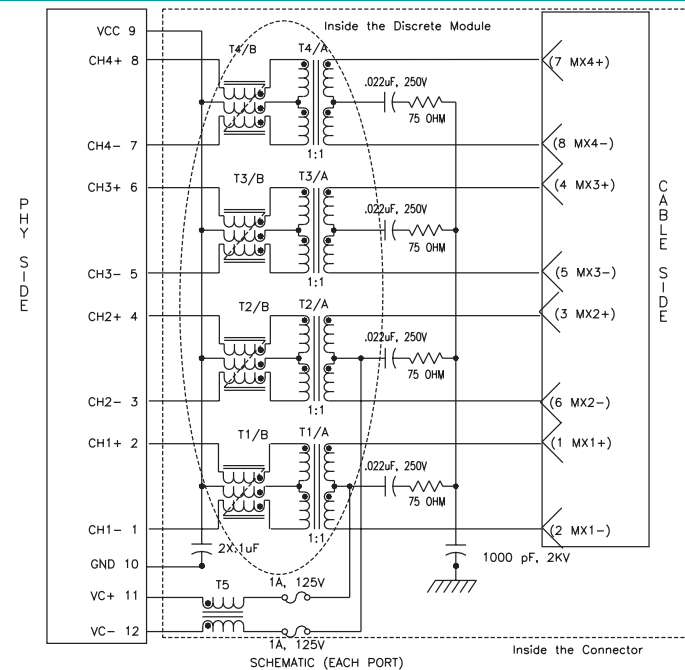 Inside the Discrete Module
VCC 9
T4/B T4/A
CH4+ 8
(7 MX4+)
.022uF, 250V
75 OHM
CH4- 7
(8 MX4-)
1:1
CH3+ 6
T3/B T3/A
(4 MX3+)
.022uF, 250V
75 OHM
CH3- 5
(5 MX3-)
1:1
PHY SIDE
CABLE SIDE
CH2+ 4
T2/B T2/A
(3 MX2+)
.022uF, 250V
75 OHM
CH2- 3
(6 MX2-)
1:1
CH1+ 2
T1/B T1/A
(1 MX1+)
.022uF, 250V
75 OHM
CH1- 1
(2 MX1-)
1:1
2X.1uF
1000 pF, 2KV
GND 10
T5
1A, 125V
VC+ 11
VC- 12
1A, 125V
Inside the Connector
SCHEMATIC (EACH PORT)